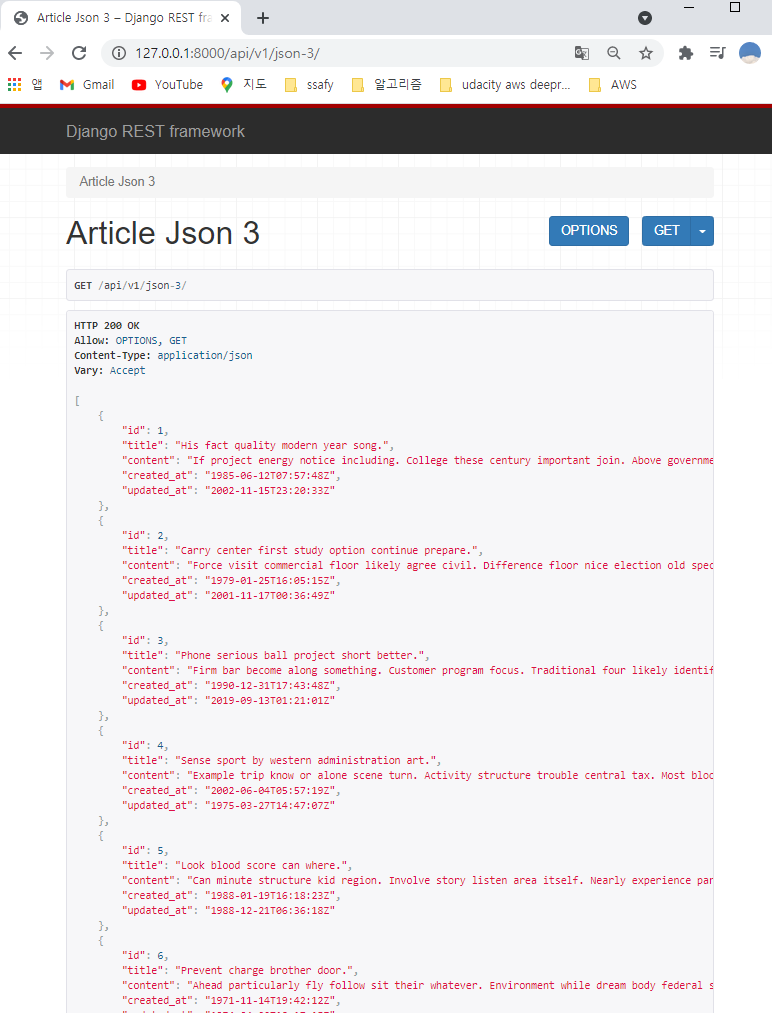 Article Json 3 – Django REST fra
127.0.0.1:8000/api/v1/json-3/
앱 Gmail YouTube 지도 ssafy 알고리즘 udacity aws deepr... AWS
Django REST framework
Article Json 3
Article Json 3 OPTIONS GET
GET /api/v1/json-3/
HTTP 200 OK
Allow: OPTIONS, GET
Content-Type: application/json
Vary: Accept
[
{
"id": 1,
"title": "His fact quality modern year song.",
"content": "If project energy notice including. College these century important join. Above governme
"created_at": "1985-06-12T07:57:48Z",
"updated_at": "2002-11-15T23:20:33Z"
},
{
"id": 2,
"title": "Carry center first study option continue prepare.",
"content": "Force visit commercial floor likely agree civil. Difference floor nice election old spec
"created_at": "1979-01-25T16:05:15Z",
"updated_at": "2001-11-17T00:36:49Z"
},
{
"id": 3,
"title": "Phone serious ball project short better.",
"content": "Firm bar become along something. Customer program focus. Traditional four likely identif
"created_at": "1990-12-31T17:43:48Z",
"updated_at": "2019-09-13T01:21:01Z"
},
{
"id": 4,
"title": "Sense sport by western administration art.",
"content": "Example trip know or alone scene turn. Activity structure trouble central tax. Most bloo
"created_at": "2002-06-04T05:57:19Z",
"updated_at": "1975-03-27T14:47:07Z"
},
{
"id": 5,
"title": "Look blood score can where.",
"content": "Can minute structure kid region. Involve story listen area itself. Nearly experience par
"created_at": "1988-01-19T16:18:23Z",
"updated_at": "1988-12-21T06:36:18Z"
},
{
"id": 6,
"title": "Prevent charge brother door.",
"content": "Ahead particularly fly follow sit their whatever. Environment while dream body federal s
"created_at": "1971-11-14T19:42:12Z",